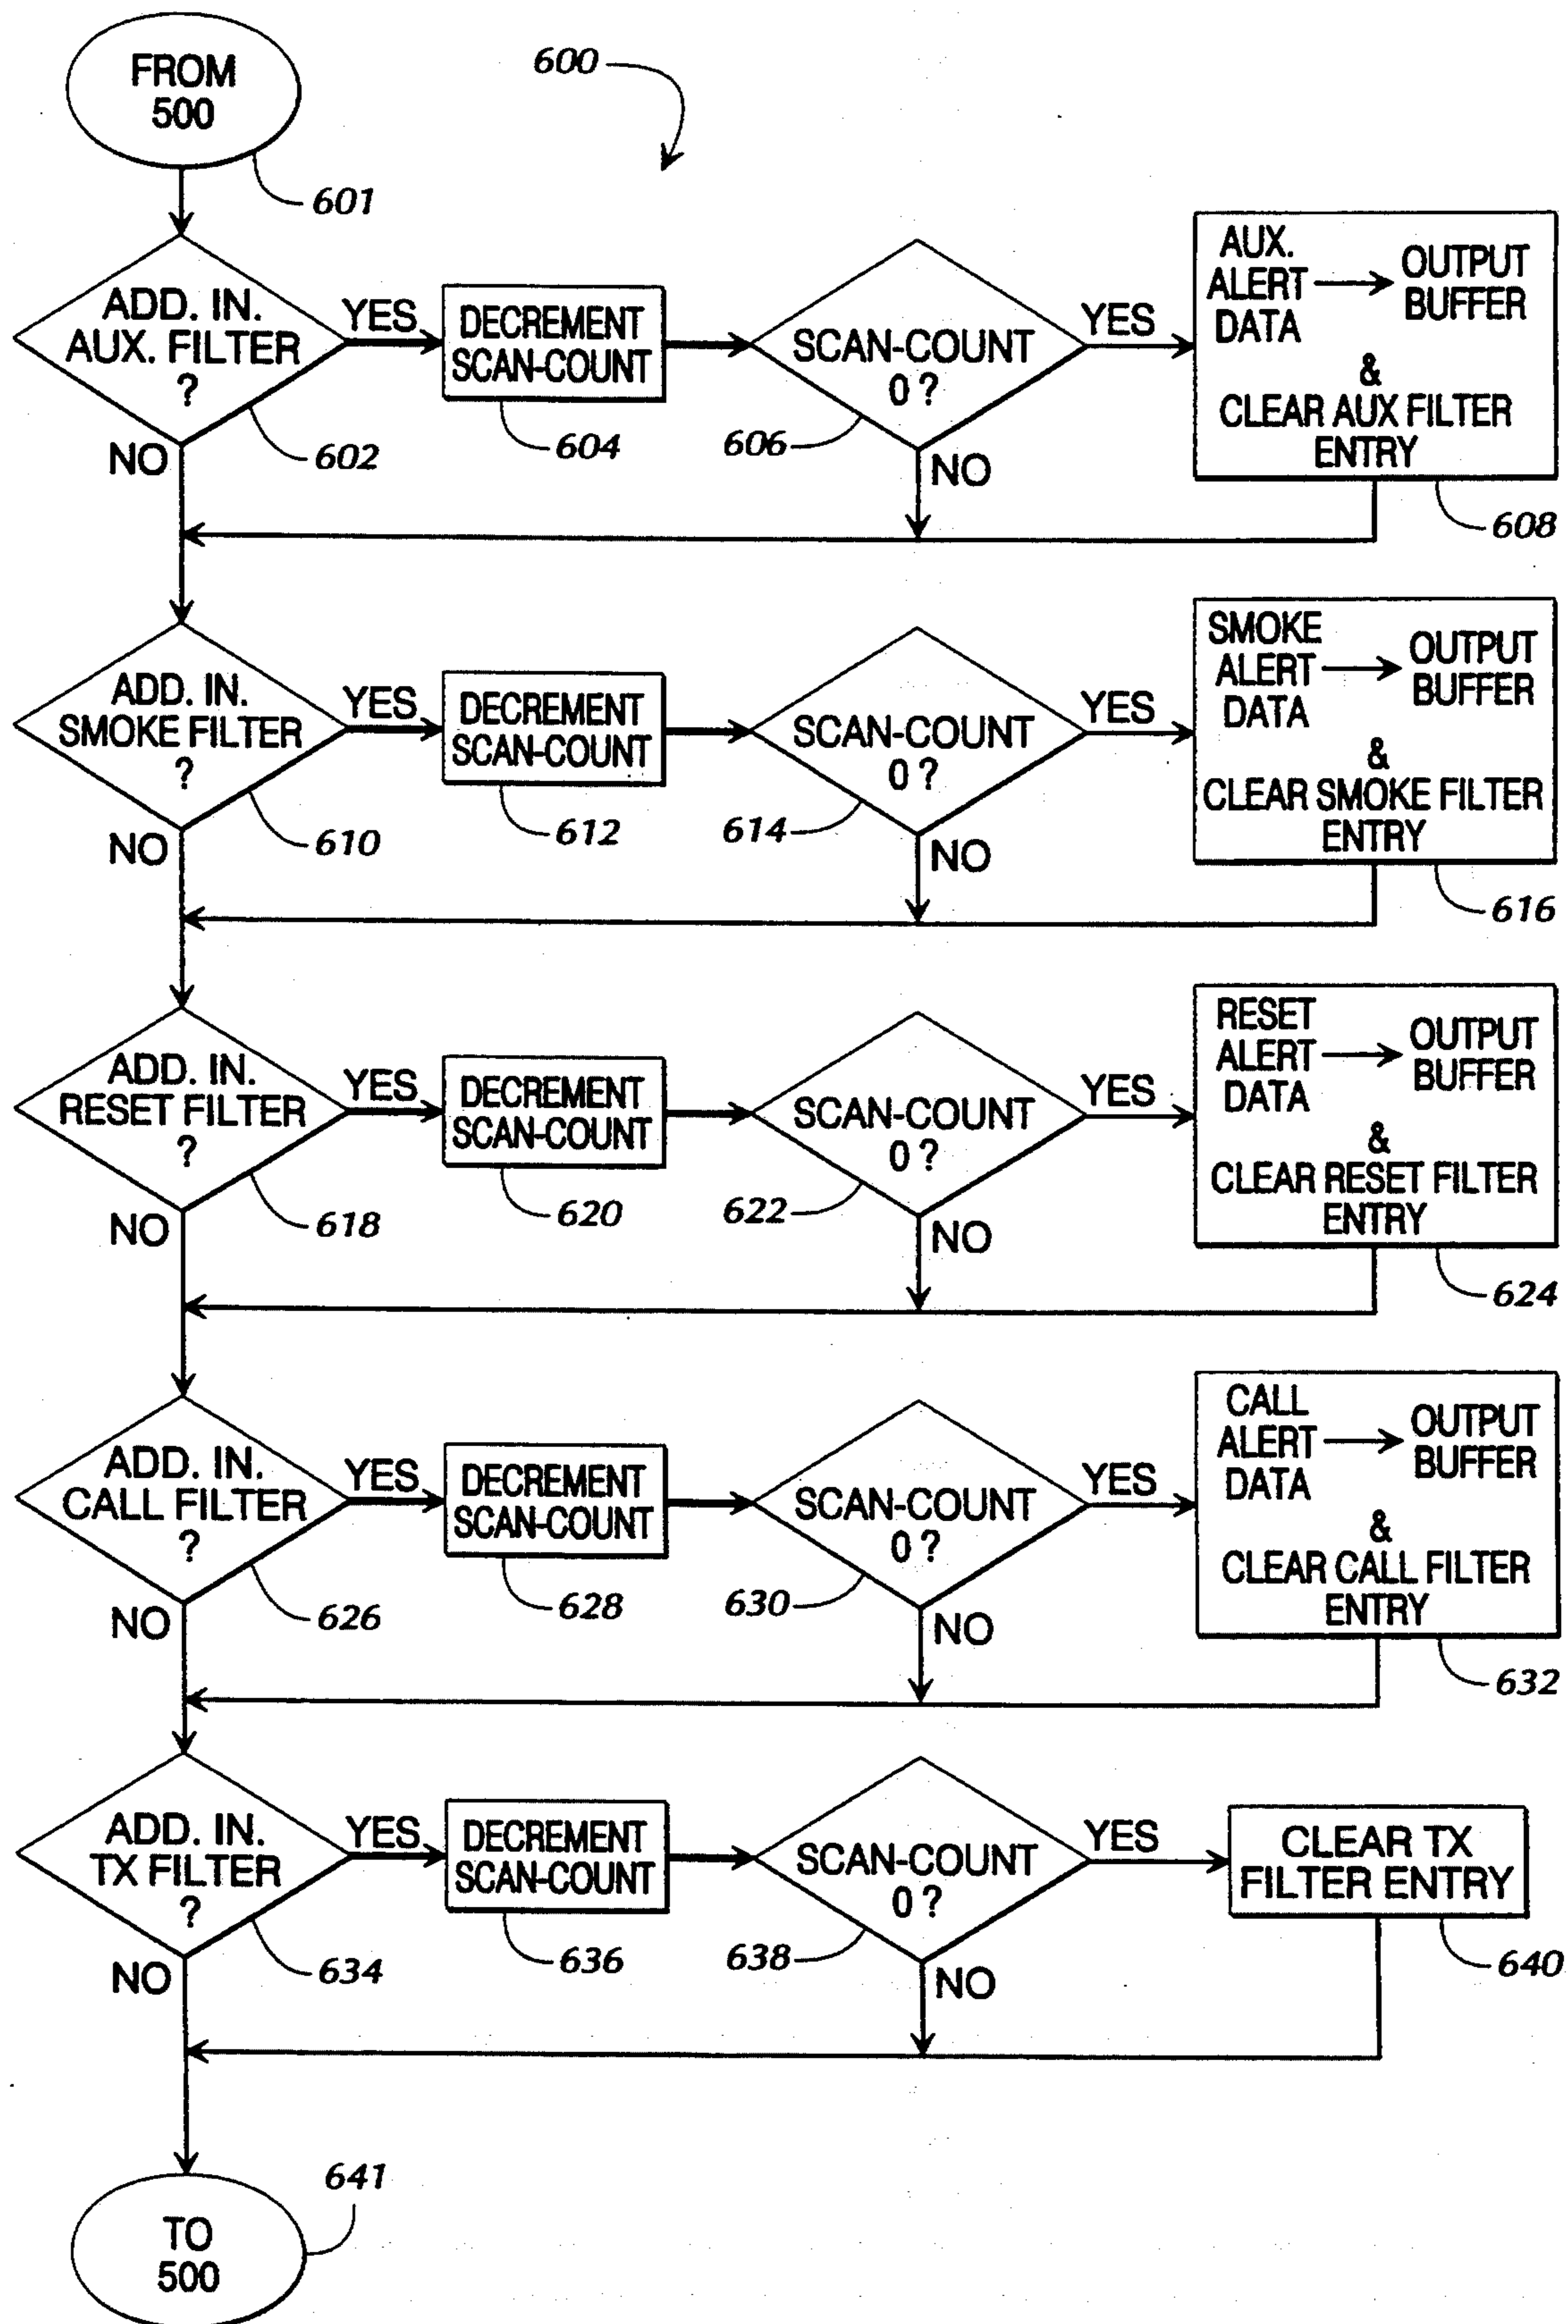 FROM
500
600
601
ADD. IN.
AUX. FILTER
?
YES
NO
602
DECREMENT
SCAN-COUNT
604
SCAN-COUNT
0 ?
YES
NO
606
AUX.
ALERT
DATA
OUTPUT
BUFFER
&
CLEAR AUX FILTER
ENTRY
608
ADD. IN.
SMOKE FILTER
?
YES
NO
610
DECREMENT
SCAN-COUNT
612
SCAN-COUNT
0 ?
YES
NO
614
SMOKE
ALERT
DATA
OUTPUT
BUFFER
&
CLEAR SMOKE FILTER
ENTRY
616
ADD. IN.
RESET FILTER
?
YES
NO
618
DECREMENT
SCAN-COUNT
620
SCAN-COUNT
0 ?
YES
NO
622
RESET
ALERT
DATA
OUTPUT
BUFFER
&
CLEAR RESET FILTER
ENTRY
624
ADD. IN.
CALL FILTER
?
YES
NO
626
DECREMENT
SCAN-COUNT
628
SCAN-COUNT
0 ?
YES
NO
630
CALL
ALERT
DATA
OUTPUT
BUFFER
&
CLEAR CALL FILTER
ENTRY
632
ADD. IN.
TX FILTER
?
YES
NO
634
DECREMENT
SCAN-COUNT
636
SCAN-COUNT
0 ?
YES
NO
638
CLEAR TX
FILTER ENTRY
640
TO
500
641